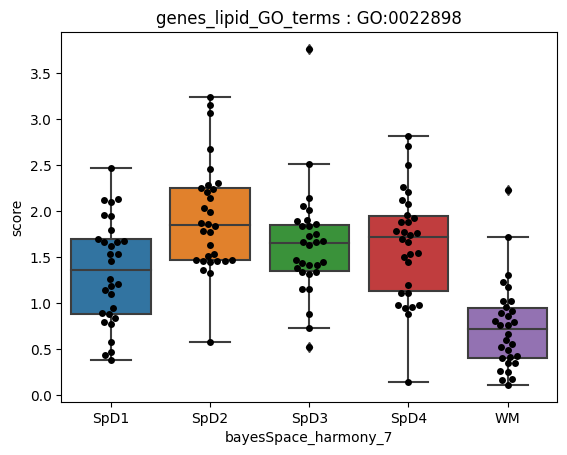 genes_lipid_GO_terms : GO:0022898
score
3.5
3.0
2.5
2.0
1.5
1.0
0.5
0.0
SpD1 SpD2 SpD3 SpD4 WM
bayesSpace_harmony_7